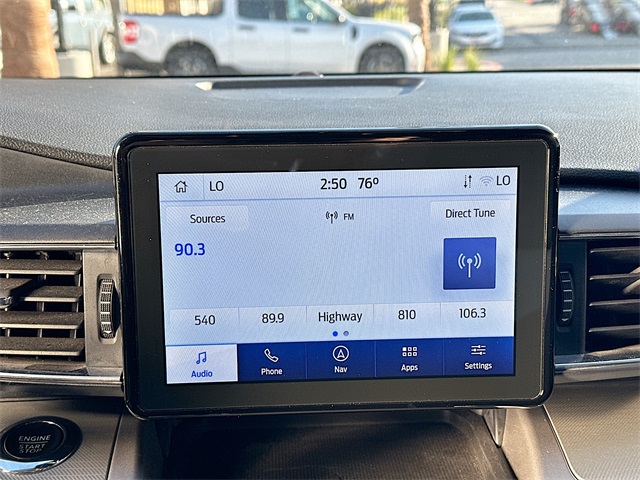 LO 2:50 76° LO
Sources FM Direct Tune
90.3
540 89.9 Highway 810 106.3
Audio Phone Nav Apps Settings
ENGINE
START
STOP